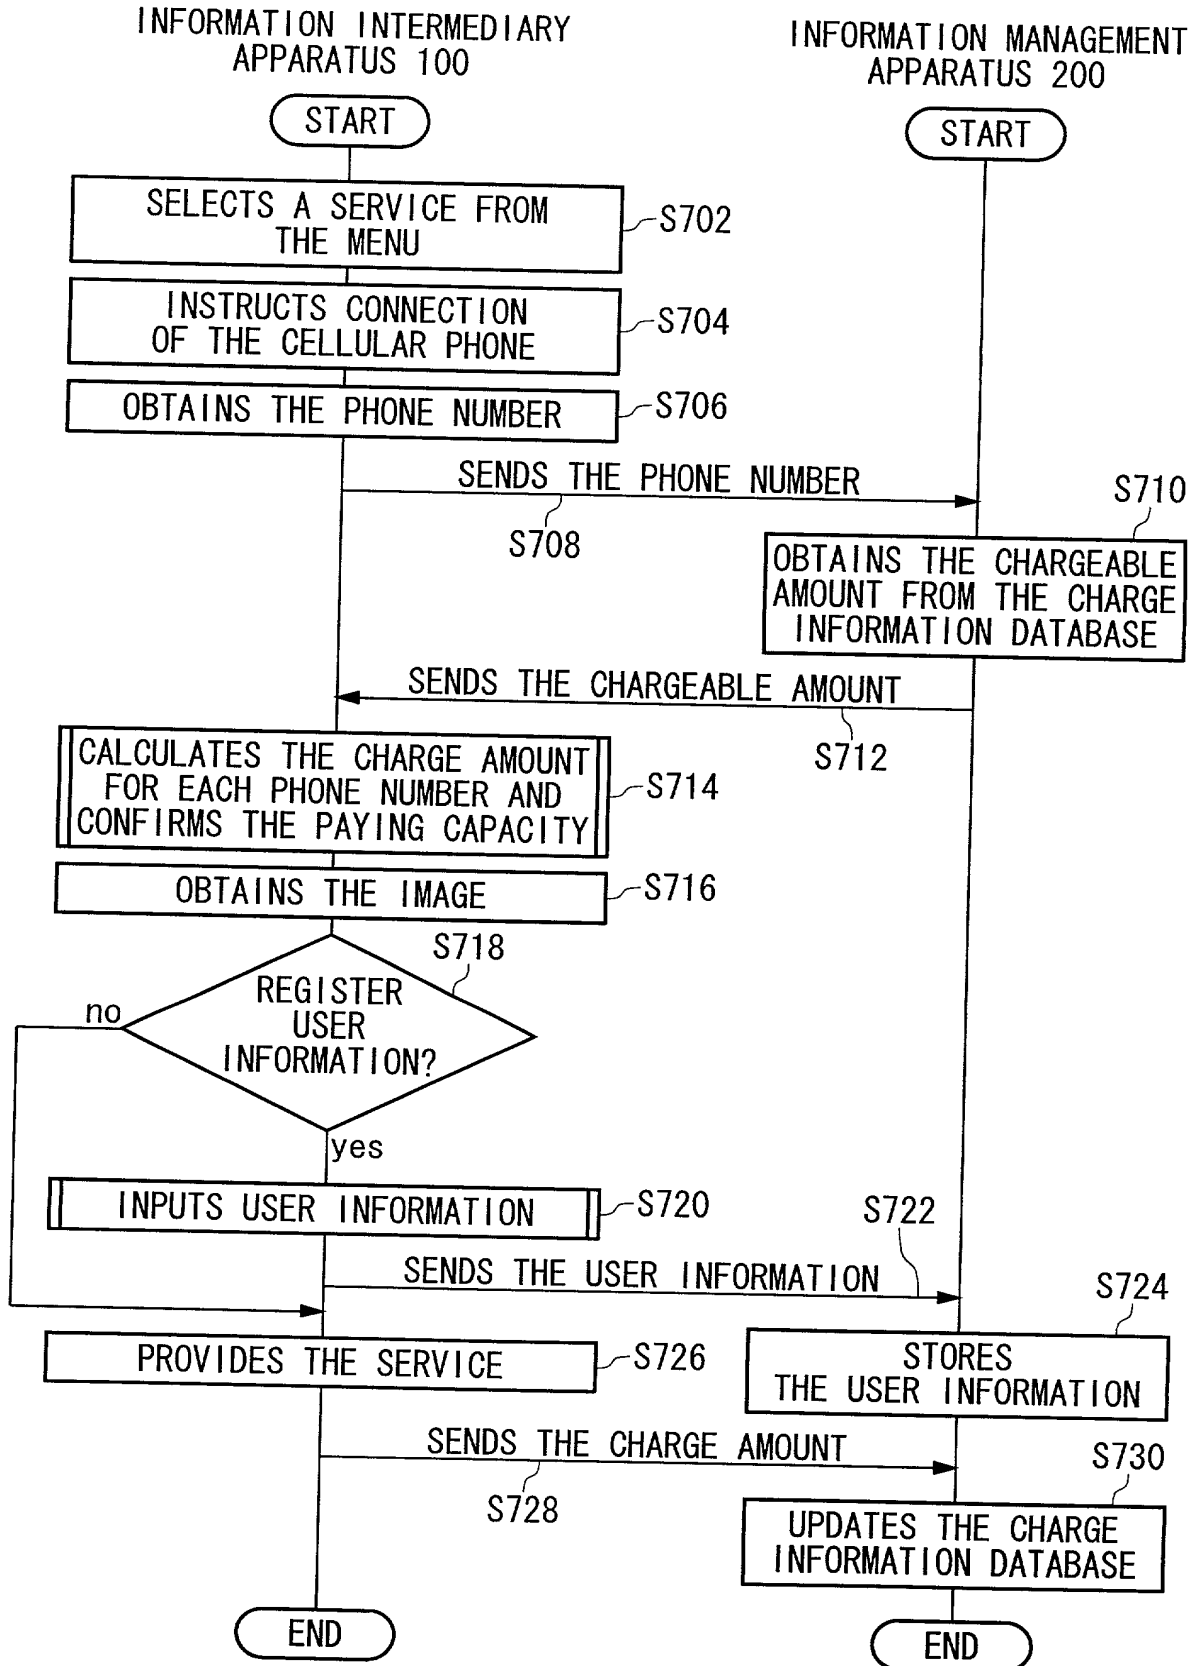 INFORMATION INTERMEDIARY
APPARATUS 100
INFORMATION MANAGEMENT
APPARATUS 200
START
START
SELECTS A SERVICE FROM
THE MENU
S702
INSTRUCTS CONNECTION
OF THE CELLULAR PHONE
S704
OBTAINS THE PHONE NUMBER
S706
SENDS THE PHONE NUMBER
S708
S710
OBTAINS THE CHARGEABLE
AMOUNT FROM THE CHARGE
INFORMATION DATABASE
SENDS THE CHARGEABLE AMOUNT
S712
CALCULATES THE CHARGE AMOUNT
FOR EACH PHONE NUMBER AND
CONFIRMS THE PAYING CAPACITY
S714
OBTAINS THE IMAGE
S716
S718
REGISTER
USER
INFORMATION?
no
yes
INPUTS USER INFORMATION
S720
S722
SENDS THE USER INFORMATION
S724
STORES
THE USER INFORMATION
PROVIDES THE SERVICE
S726
SENDS THE CHARGE AMOUNT
S728
S730
UPDATES THE CHARGE
INFORMATION DATABASE
END
END